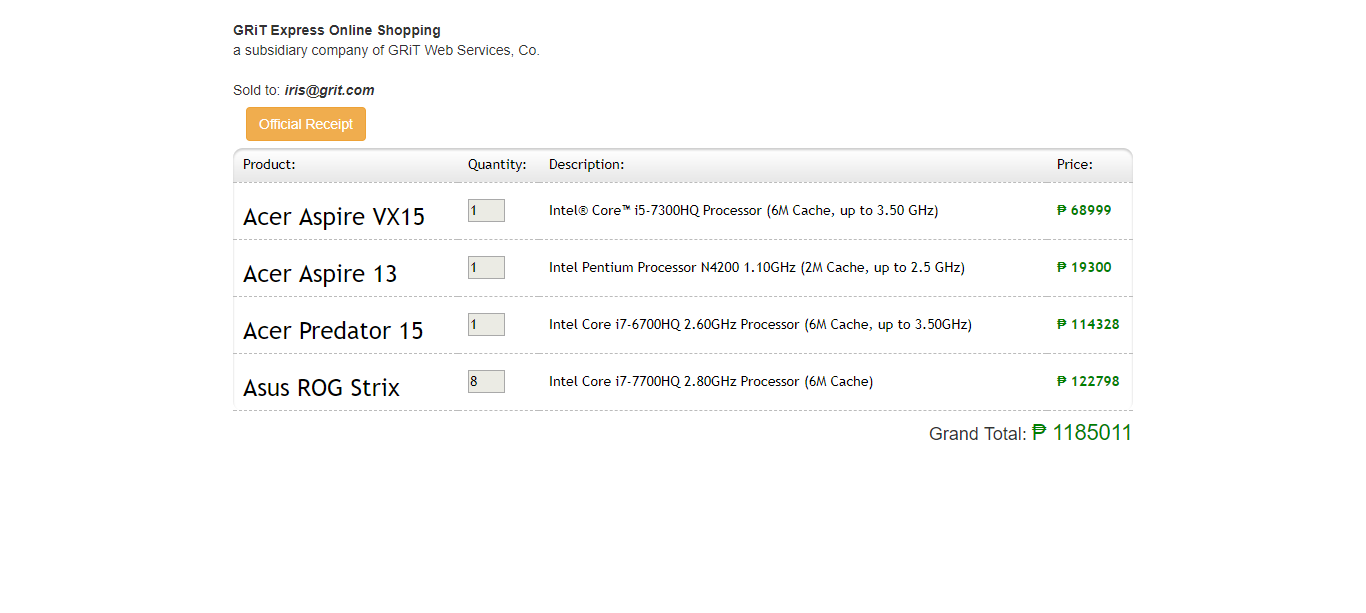 GRiT Express Online Shopping
a subsidiary company of GRiT Web Services, Co.
Sold to: iris@grit.com
Official Receipt
Product: Quantity: Description: Price:
Acer Aspire VX15 1 Intel® Core™ i5-7300HQ Processor (6M Cache, up to 3.50 GHz) ₱ 68999
Acer Aspire 13 1 Intel Pentium Processor N4200 1.10GHz (2M Cache, up to 2.5 GHz) ₱ 19300
Acer Predator 15 1 Intel Core i7-6700HQ 2.60GHz Processor (6M Cache, up to 3.50GHz) ₱ 114328
Asus ROG Strix 8 Intel Core i7-7700HQ 2.80GHz Processor (6M Cache) ₱ 122798
Grand Total: ₱ 1185011